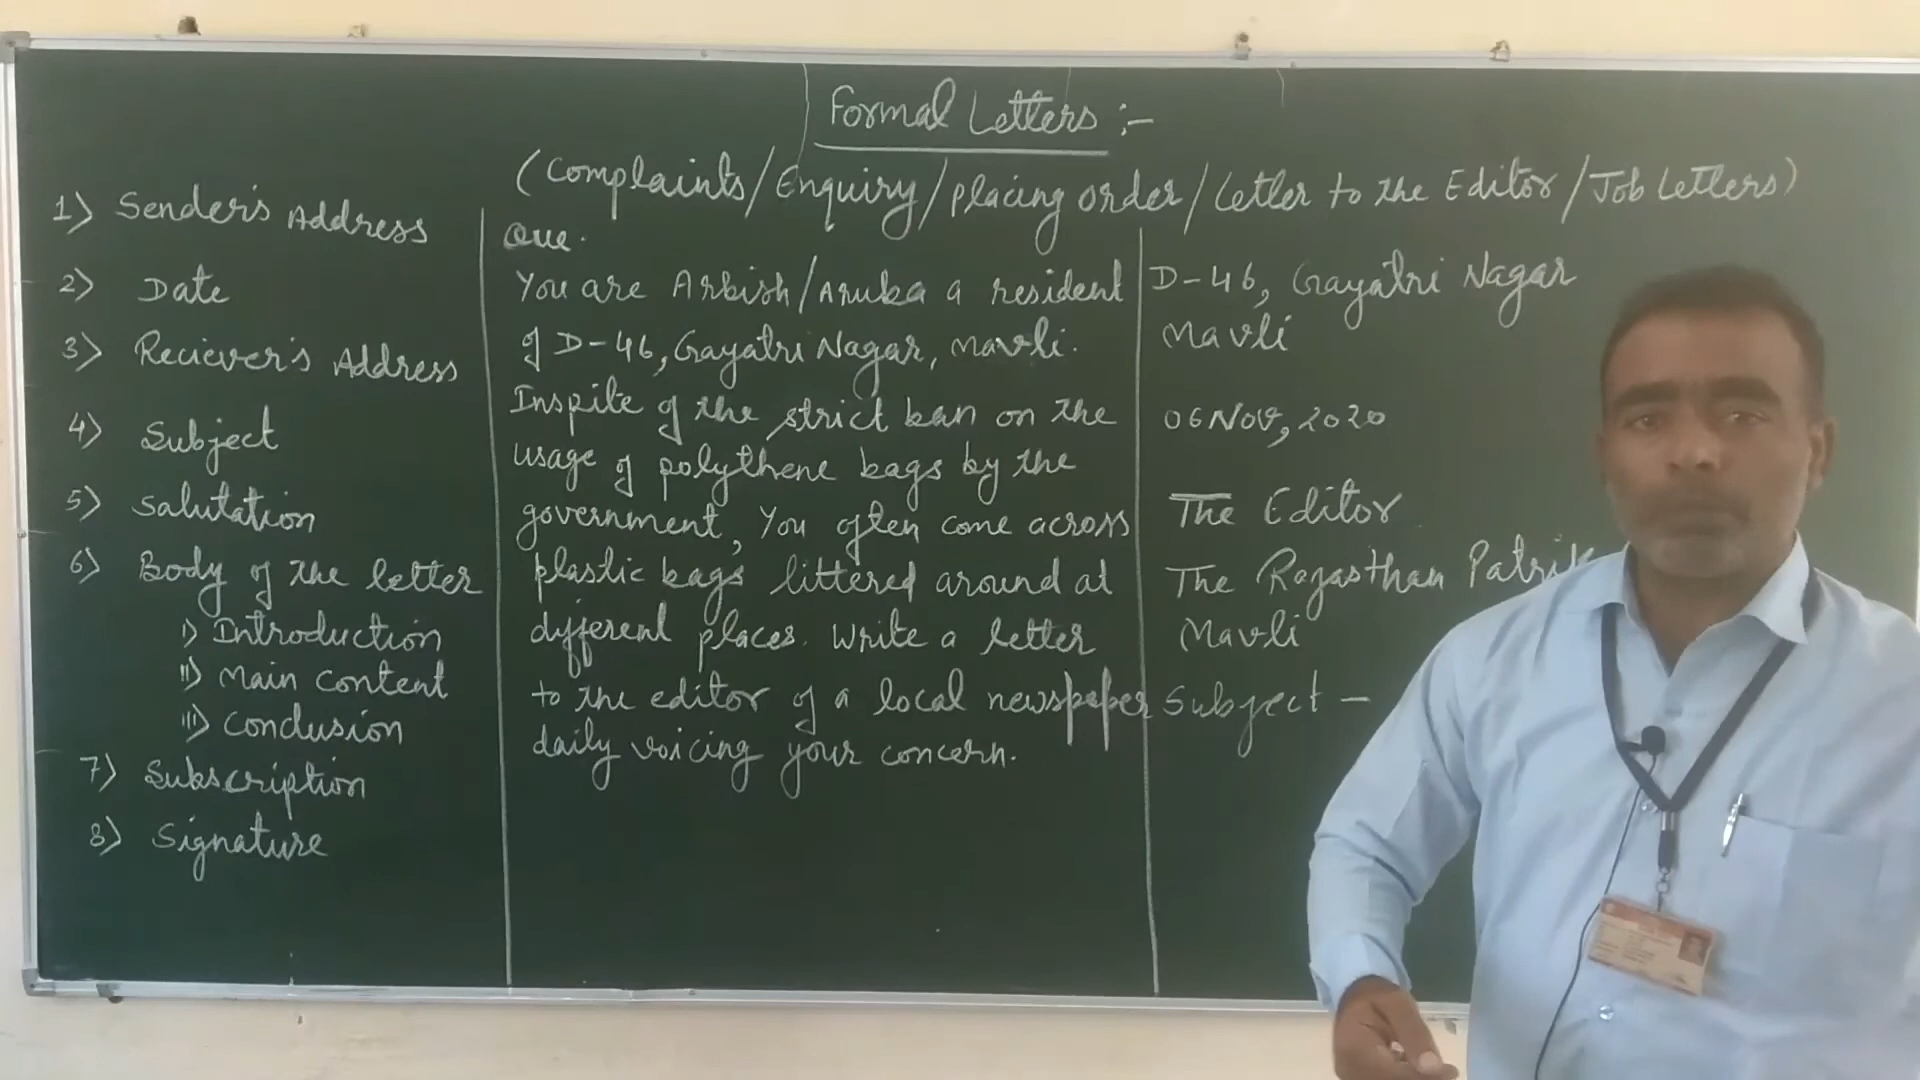 Formal Letters :-
(Complaints/Enquiry/placing order/Letter to the Editor/Job Letters)
1) Sender's Address
2) Date
3) Reciever's Address
4) Subject
5) Salutation
6) Body of the letter
i) Introduction
ii) Main content
iii) Conclusion
7) Subscription
8) Signature
Que.
You are Arbish/Aruba a resident
of D-46, Gayatri Nagar, Mavli.
Inspite of the strict ban on the
usage of polythene bags by the
government, You often come across
plastic bags littered around at
different places. Write a letter
to the editor of a local newspaper
daily voicing your concern.
D-46, Gayatri Nagar
Mavli
06 Nov, 2020
The Editor
The Rajasthan
Mavli
Subject -